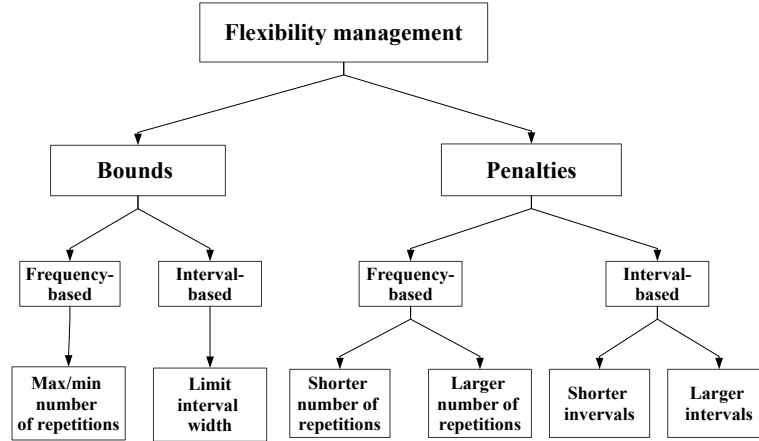 Flexibility management
Bounds
Penalties
Frequency-
based
Interval-
based
Frequency-
based
Interval-
based
Max/min
number
of repetitions
Limit
interval
width
Shorter
number of
repetitions
Larger
number of
repetitions
Shorter
invervals
Larger
intervals